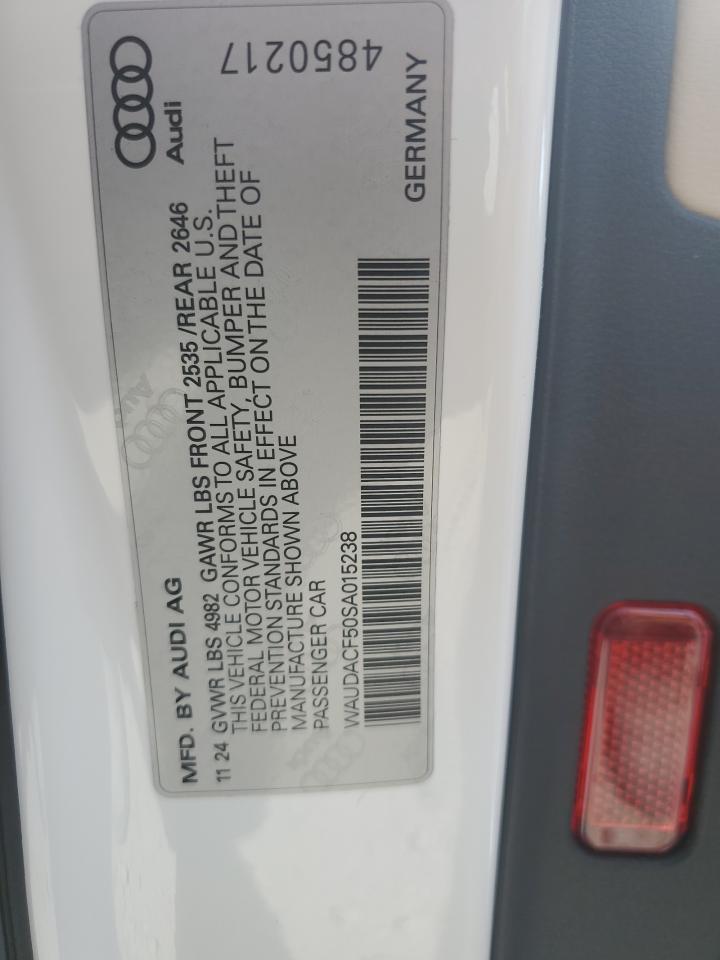 MFD. BY AUDI AG
Audi
11 24 GVWR LBS 4982 GAWR LBS FRONT 2535 /REAR 2646
THIS VEHICLE CONFORMS TO ALL APPLICABLE U.S.
FEDERAL MOTOR VEHICLE SAFETY, BUMPER AND THEFT
PREVENTION STANDARDS IN EFFECT ON THE DATE OF
MANUFACTURE SHOWN ABOVE
PASSENGER CAR
WAUDACF50SA015238
4850217
GERMANY
Audi
Audi